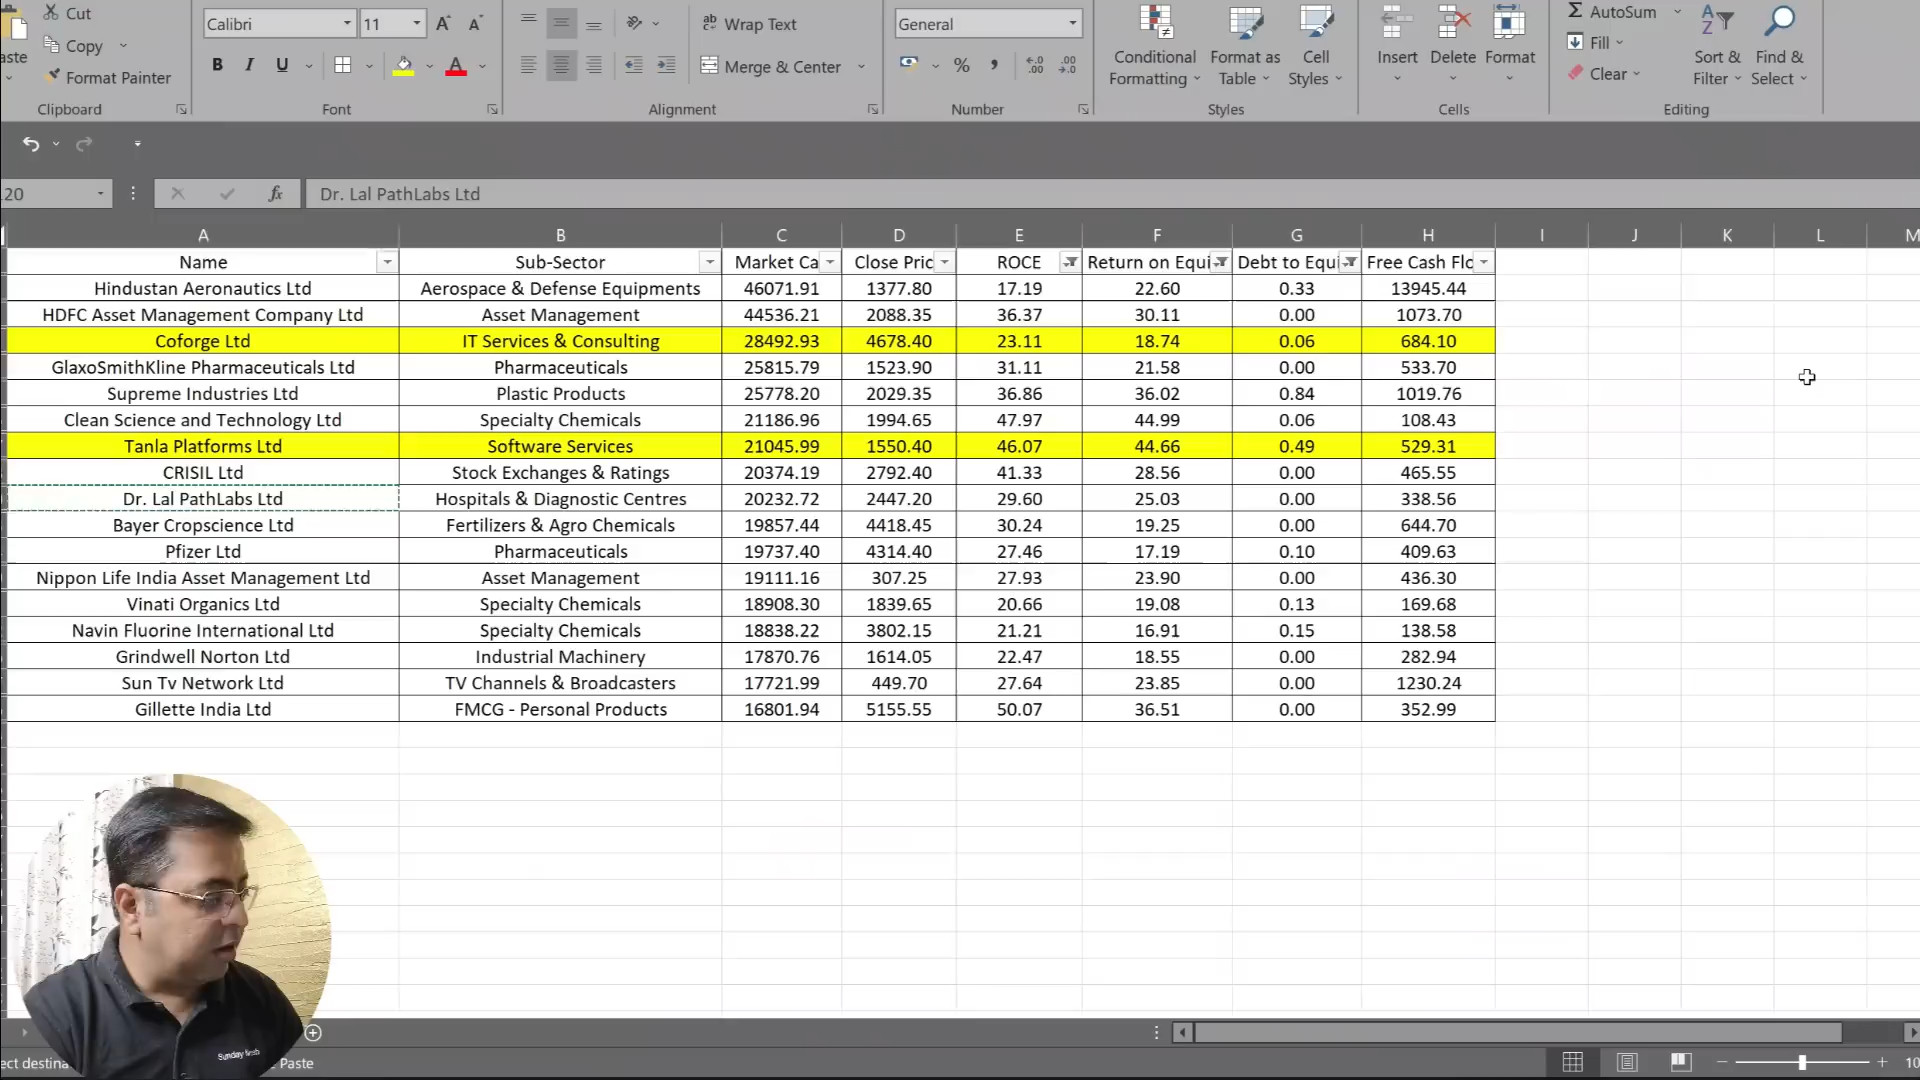 Cut
Calibri 11
Wrap Text
General
AutoSum
Copy
Conditional Formatting
Format as Table
Cell Styles
Insert
Delete
Format
Fill
Sort & Filter
Find & Select
Format Painter
B I U
Merge & Center
% ,
Clear
Clipboard
Font
Alignment
Number
Styles
Cells
Editing
20 fx Dr. Lal PathLabs Ltd
A B C D E F G H I J K L M
Name Sub-Sector Market Ca Close Pric ROCE Return on Equi Debt to Equi Free Cash Flo
Hindustan Aeronautics Ltd Aerospace & Defense Equipments 46071.91 1377.80 17.19 22.60 0.33 13945.44
HDFC Asset Management Company Ltd Asset Management 44536.21 2088.35 36.37 30.11 0.00 1073.70
Coforge Ltd IT Services & Consulting 28492.93 4678.40 23.11 18.74 0.06 684.10
GlaxoSmithKline Pharmaceuticals Ltd Pharmaceuticals 25815.79 1523.90 31.11 21.58 0.00 533.70
Supreme Industries Ltd Plastic Products 25778.20 2029.35 36.86 36.02 0.84 1019.76
Clean Science and Technology Ltd Specialty Chemicals 21186.96 1994.65 47.97 44.99 0.06 108.43
Tanla Platforms Ltd Software Services 21045.99 1550.40 46.07 44.66 0.49 529.31
CRISIL Ltd Stock Exchanges & Ratings 20374.19 2792.40 41.33 28.56 0.00 465.55
Dr. Lal PathLabs Ltd Hospitals & Diagnostic Centres 20232.72 2447.20 29.60 25.03 0.00 338.56
Bayer Cropscience Ltd Fertilizers & Agro Chemicals 19857.44 4418.45 30.24 19.25 0.00 644.70
Pfizer Ltd Pharmaceuticals 19737.40 4314.40 27.46 17.19 0.10 409.63
Nippon Life India Asset Management Ltd Asset Management 19111.16 307.25 27.93 23.90 0.00 436.30
Vinati Organics Ltd Specialty Chemicals 18908.30 1839.65 20.66 19.08 0.13 169.68
Navin Fluorine International Ltd Specialty Chemicals 18838.22 3802.15 21.21 16.91 0.15 138.58
Grindwell Norton Ltd Industrial Machinery 17870.76 1614.05 22.47 18.55 0.00 282.94
Sun Tv Network Ltd TV Channels & Broadcasters 17721.99 449.70 27.64 23.85 0.00 1230.24
Gillette India Ltd FMCG - Personal Products 16801.94 5155.55 50.07 36.51 0.00 352.99
Paste